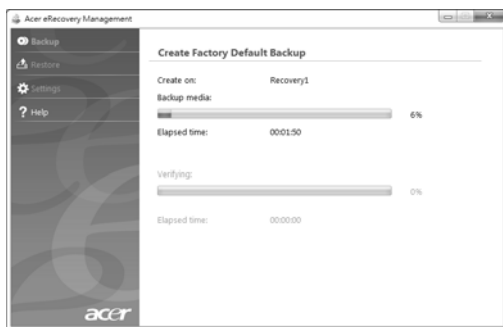 Acer eRecovery Management
Backup
Restore
Settings
? Help
Create Factory Default Backup
Create on: Recovery1
Backup media:
6%
Elapsed time: 00:01:50
Verifying:
0%
Elapsed time: 00:00:00
acer